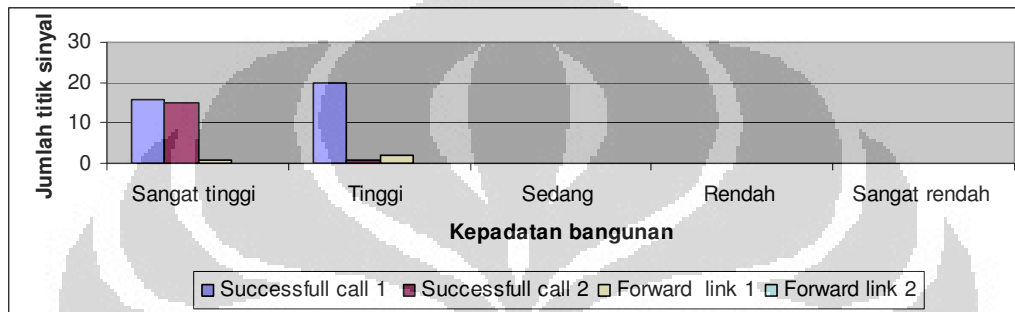 Jumlah titik sinyal
30
20
10
0
Sangat tinggi Tinggi Sedang Rendah Sangat rendah
Kepadatan bangunan
Successfull call 1 Successfull call 2 Forward link 1 Forward link 2